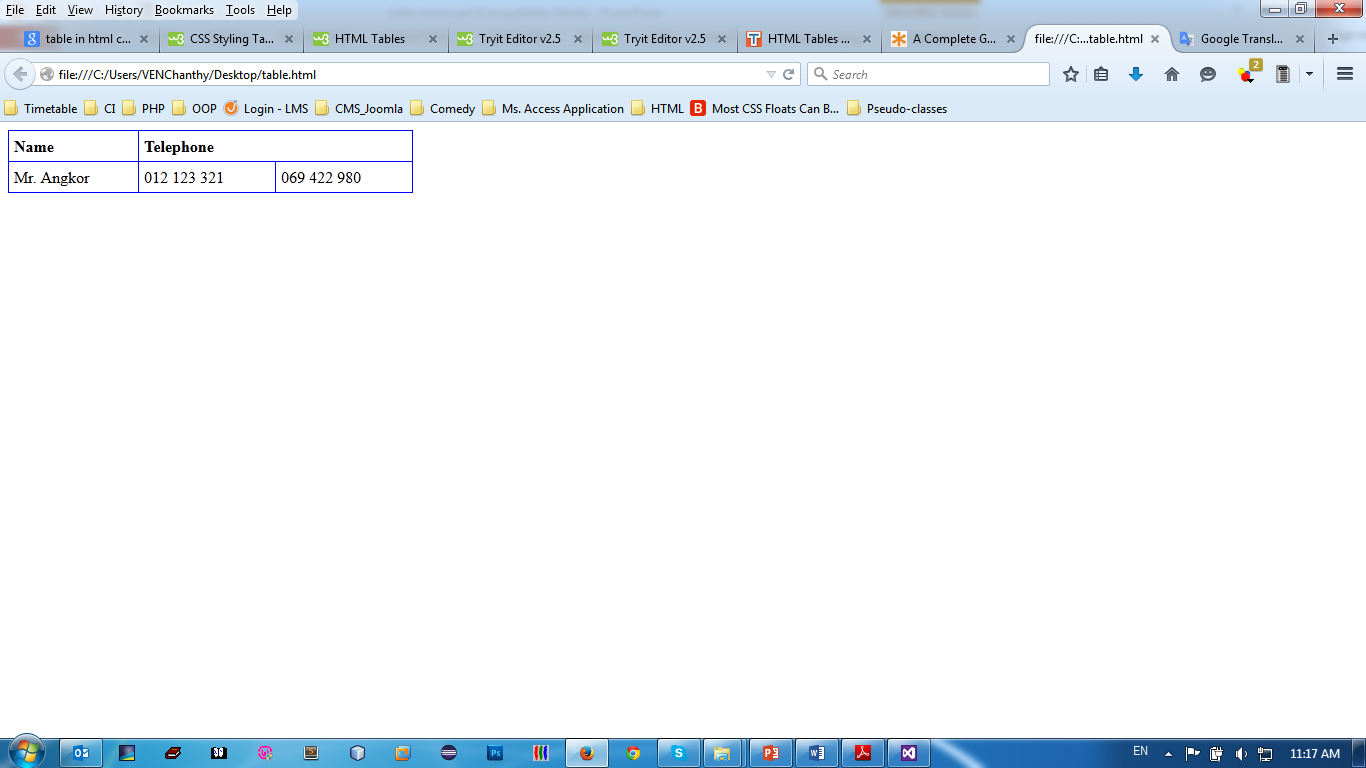 File Edit View History Bookmarks Tools Help
table in html c... CSS Styling Ta... HTML Tables Tryit Editor v2.5 Tryit Editor v2.5 HTML Tables ... A Complete G... file:///C:...table.html Google Transl...
file:///C:/Users/VENChanthy/Desktop/table.html Search 2
Timetable CI PHP OOP Login - LMS CMS_Joomla Comedy Ms. Access Application HTML B Most CSS Floats Can B... Pseudo-classes
Name Telephone
Mr. Angkor 012 123 321 069 422 980
EN 11:17 AM